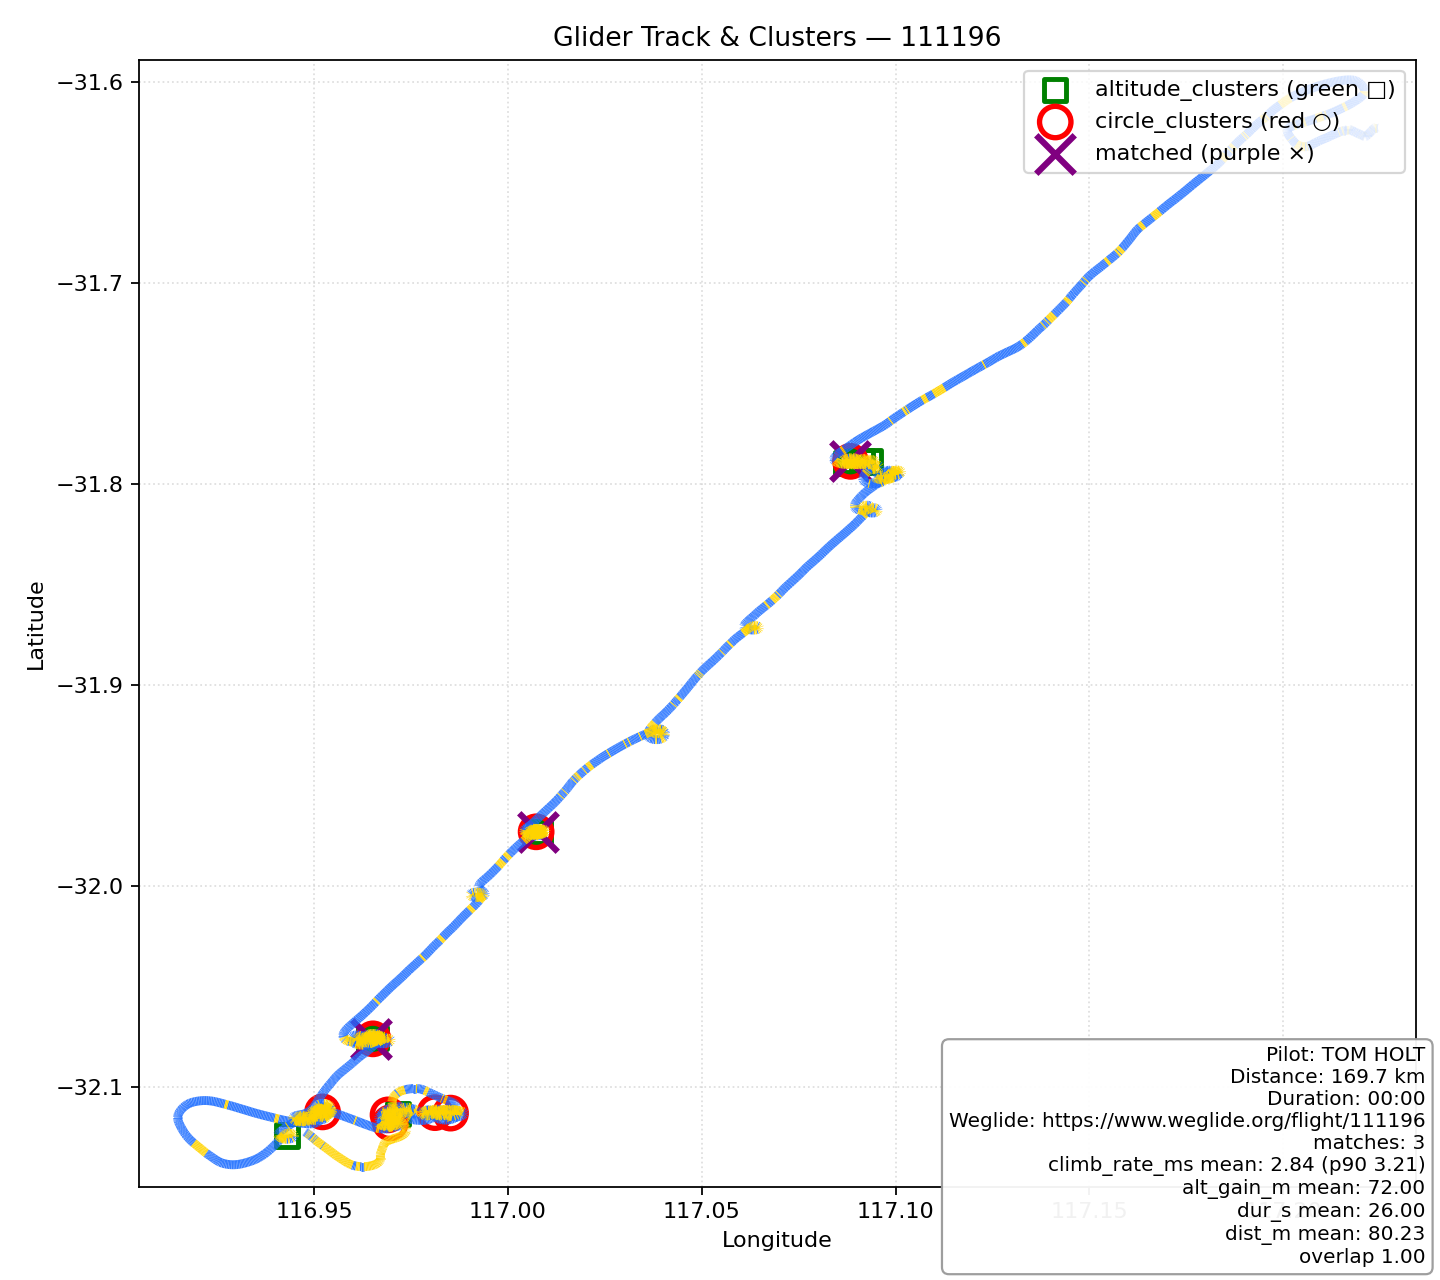 Glider Track & Clusters — 111196
altitude_clusters (green □)
circle_clusters (red ○)
matched (purple ×)
−31.6
−31.7
−31.8
−31.9
−32.0
−32.1
Latitude
116.95
117.00
117.05
117.10
117.15
Longitude
Pilot: TOM HOLT
Distance: 169.7 km
Duration: 00:00
Weglide: https://www.weglide.org/flight/111196
matches: 3
climb_rate_ms mean: 2.84 (p90 3.21)
alt_gain_m mean: 72.00
dur_s mean: 26.00
dist_m mean: 80.23
overlap 1.00